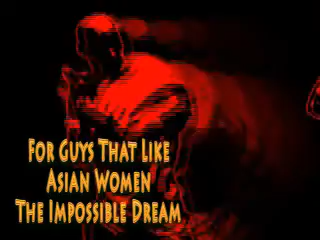 For Guys That Like
Asian Women
The Impossible Dream